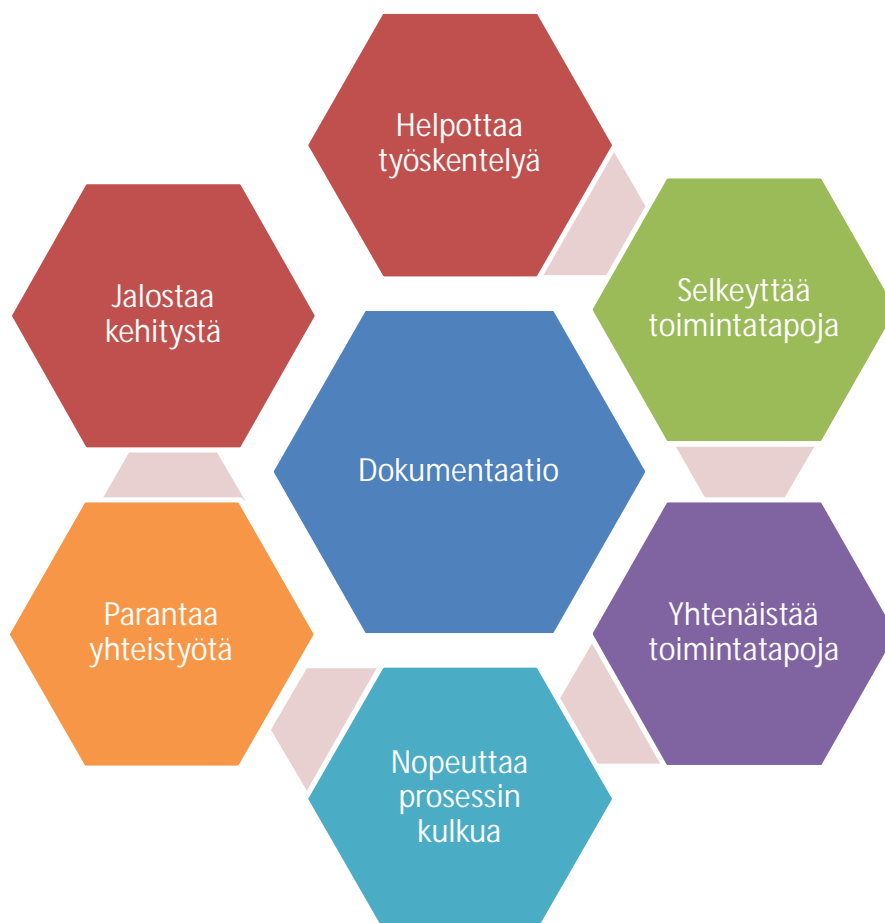 Helpottaa
työskentelyä
Selkeyttää
toimintatapoja
Yhtenäistää
toimintatapoja
Nopeuttaa
prosessin
kulkua
Parantaa
yhteistyötä
Jalostaa
kehitystä
Dokumentaatio